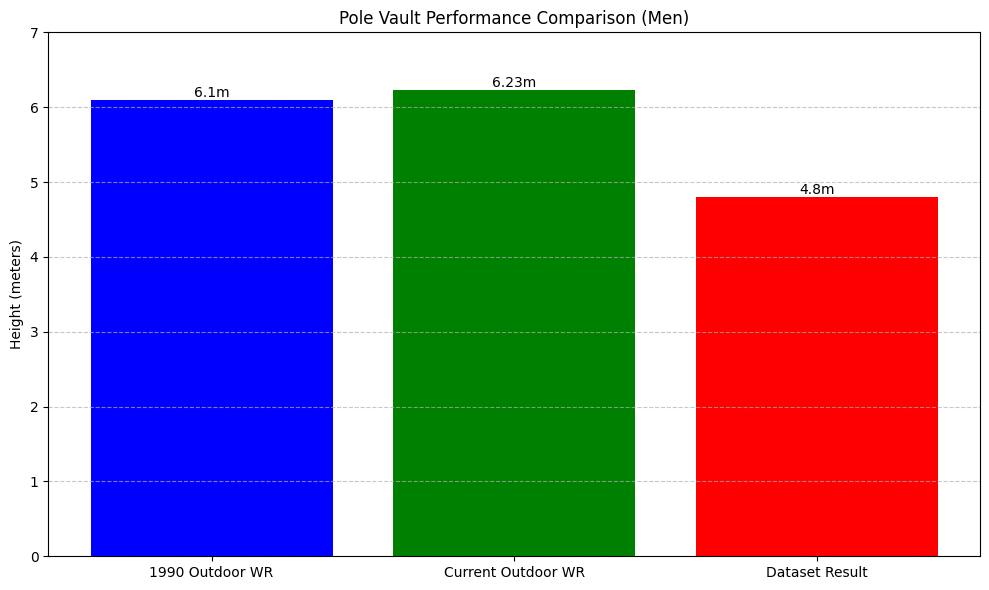 Pole Vault Performance Comparison (Men)
Height (meters)
7
6
5
4
3
2
1
0
6.1m
6.23m
4.8m
1990 Outdoor WR
Current Outdoor WR
Dataset Result